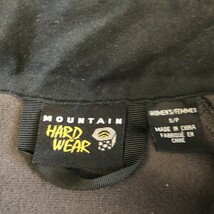 MOUNTAIN
HARD
WEAR
WOMEN'S/FEMMES
S/P
MADE IN CHINA
FABRIQUÉ EN
CHINE